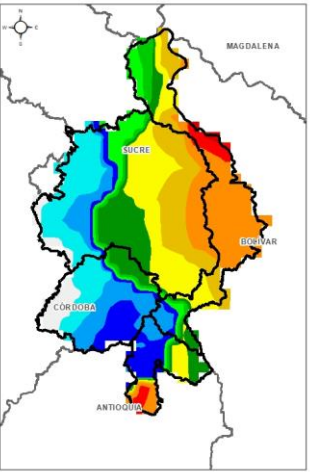 N
W E
S
MAGDALENA
SUCRE
BOLIVAR
CÓRDOBA
ANTIOQUIA